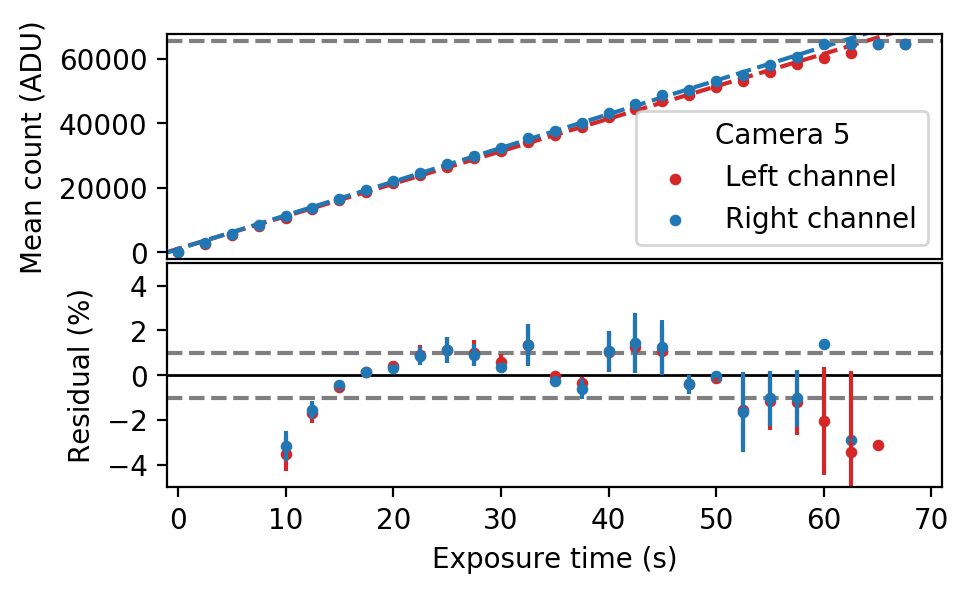 Mean count (ADU)
60000
40000
20000
0
Camera 5
Left channel
Right channel
Residual (%)
4
2
0
−2
−4
0 10 20 30 40 50 60 70
Exposure time (s)